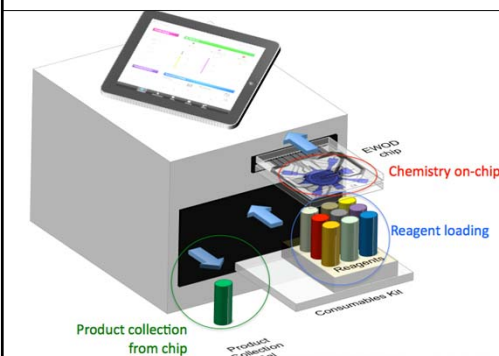 EWOD
chip
Chemistry on-chip
Reagent loading
Reagents
Consumables Kit
Product collection
from chip
Product